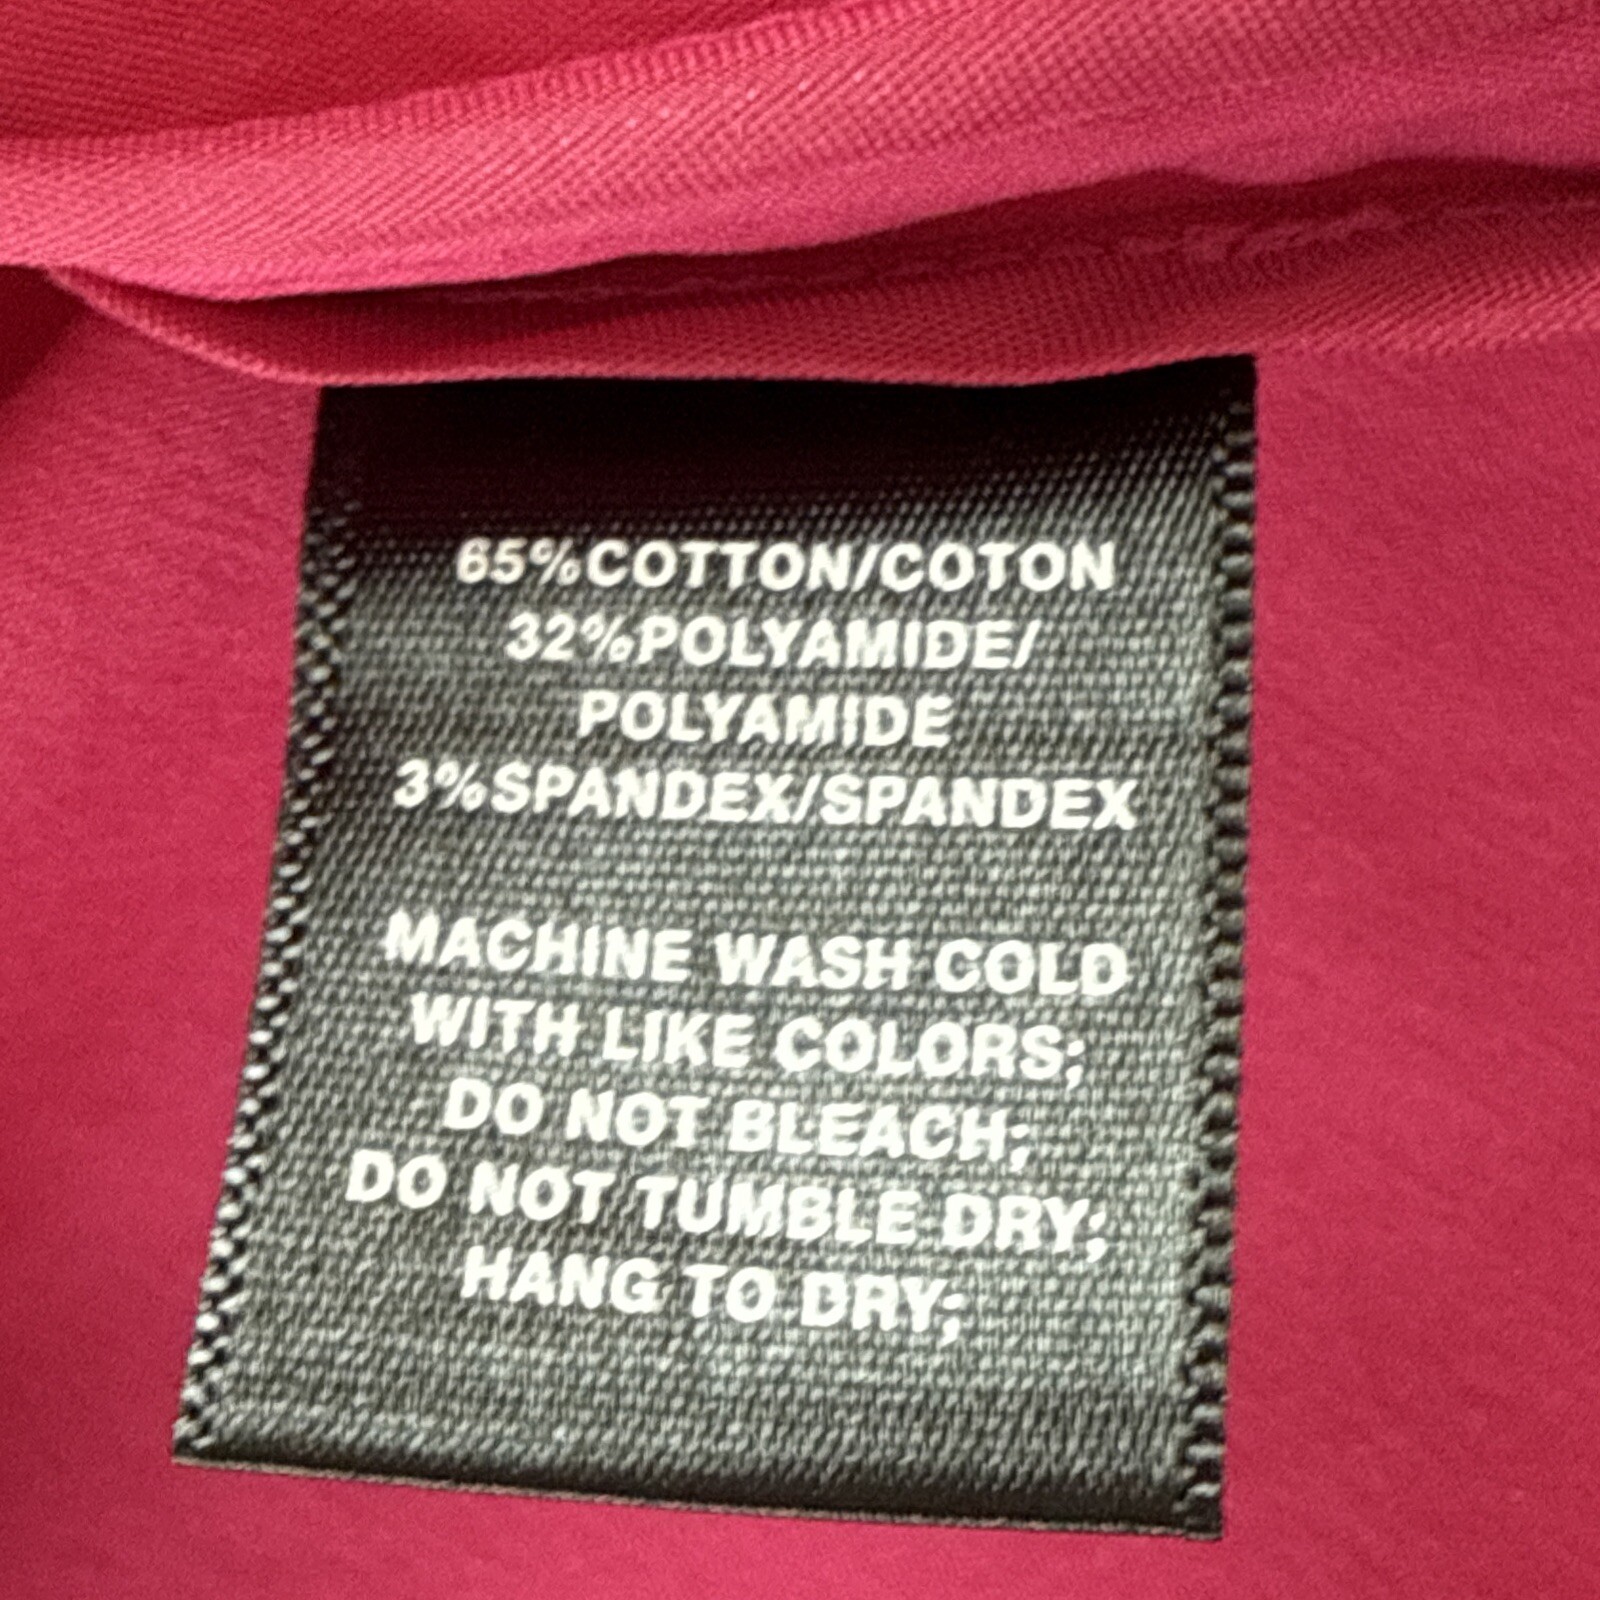 65%COTTON/COTON
32%POLYAMIDE/
POLYAMIDE
3%SPANDEX/SPANDEX
MACHINE WASH COLD
WITH LIKE COLORS;
DO NOT BLEACH;
DO NOT TUMBLE DRY;
HANG TO DRY;